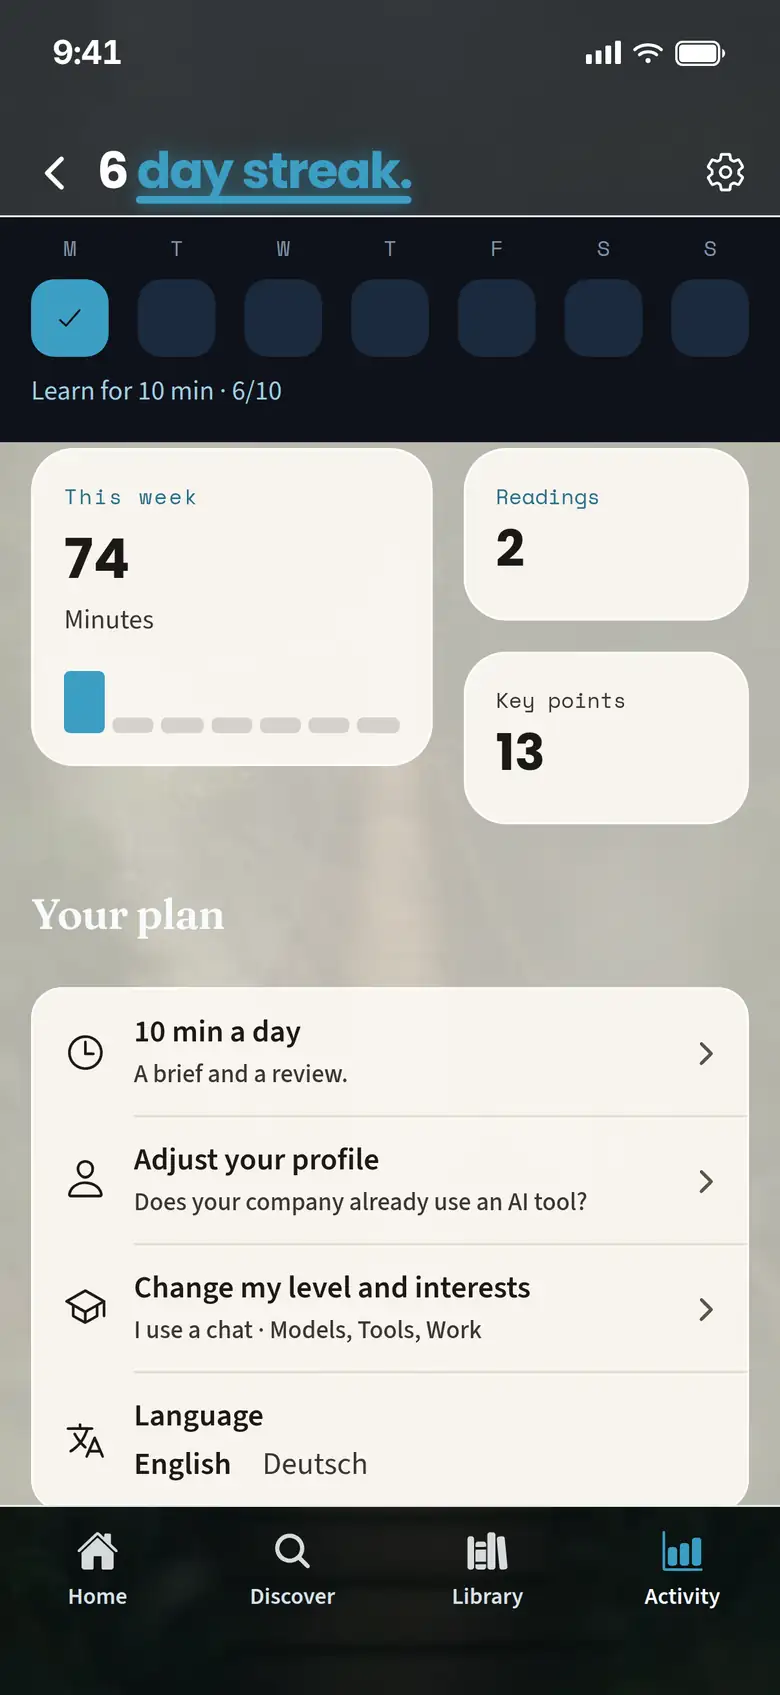 9:41
6 day streak.
M T W T F S S
Learn for 10 min · 6/10
This week
74
Minutes
Readings
2
Key points
13
Your plan
10 min a day
A brief and a review.
Adjust your profile
Does your company already use an AI tool?
Change my level and interests
I use a chat · Models, Tools, Work
Language
English Deutsch
Home Discover Library Activity